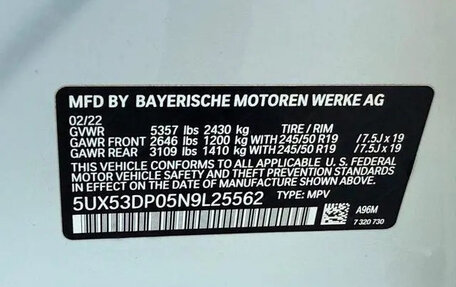 MFD BY BAYERISCHE MOTOREN WERKE AG
02/22
GVWR 5357 lbs 2430 kg TIRE / RIM
GAWR FRONT 2646 lbs 1200 kg WITH 245/50 R19 / 7.5J x 19
GAWR REAR 3109 lbs 1410 kg WITH 245/50 R19 / 7.5J x 19
THIS VEHICLE CONFORMS TO ALL APPLICABLE U.S. FEDERAL
MOTOR VEHICLE SAFETY STANDARDS IN EFFECT ON THE
DATE OF MANUFACTURE SHOWN ABOVE.
5UX53DP05N9L25562 TYPE: MPV
A96M
7 320 730